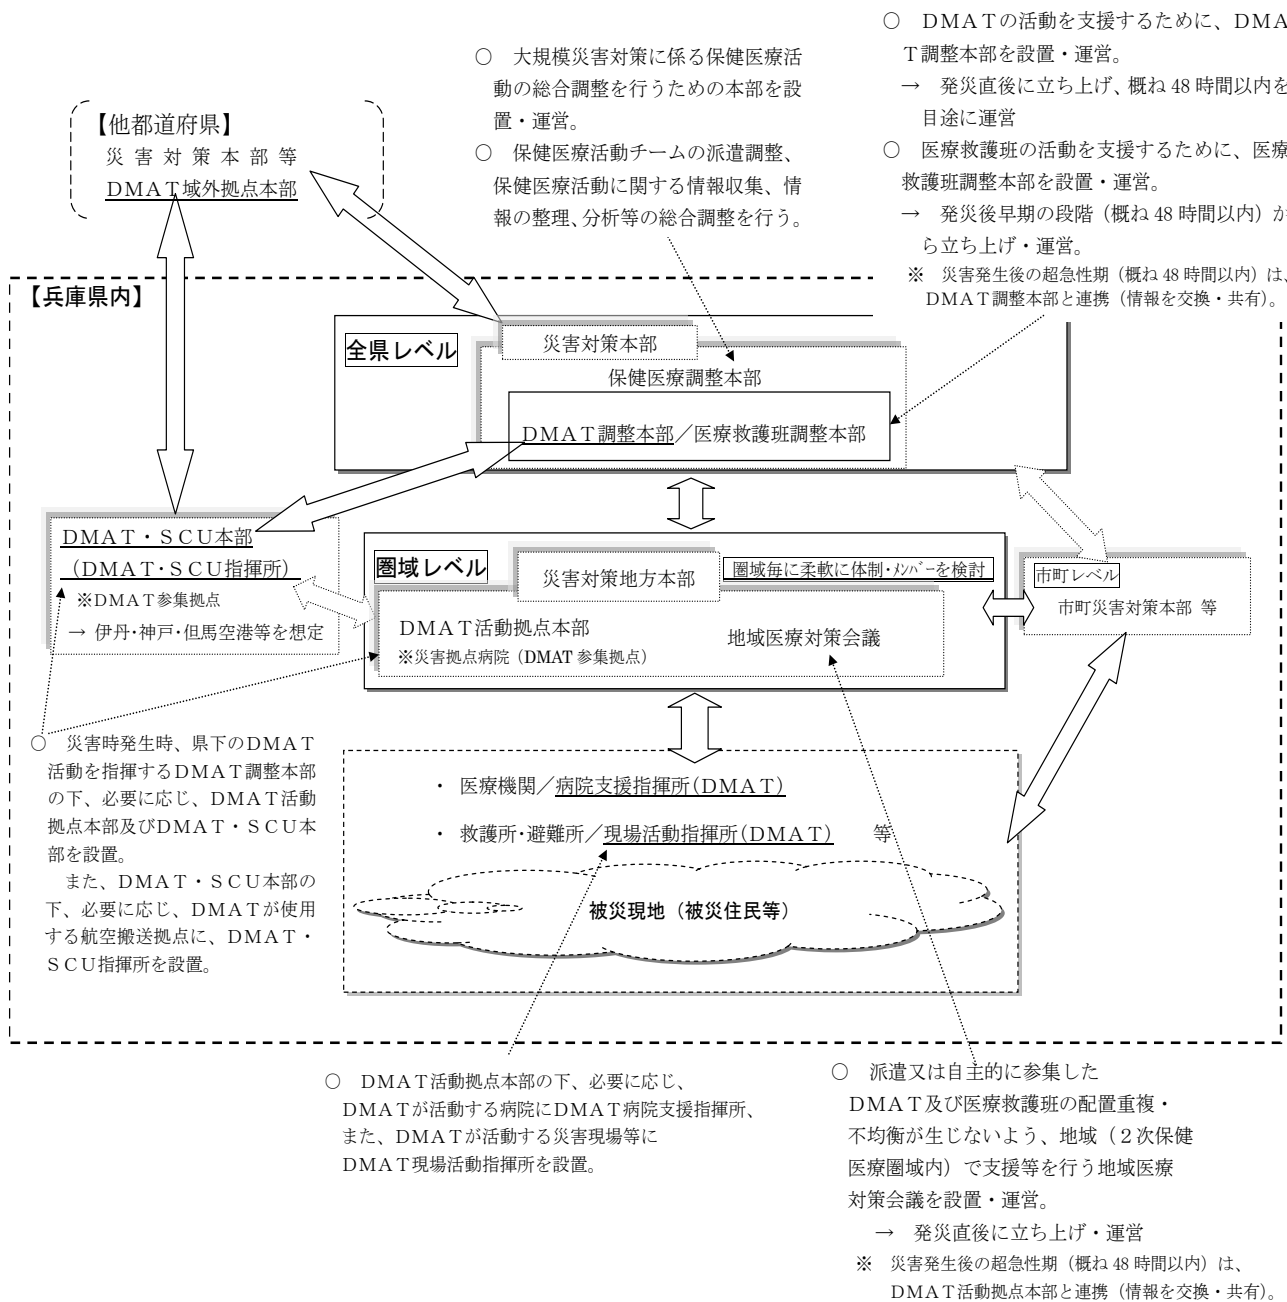 ○　DMATの活動を支援するために、DMA
T調整本部を設置・運営。
→　発災直後に立ち上げ、概ね 48 時間以内を
目途に運営
○　医療救護班の活動を支援するために、医療
救護班調整本部を設置・運営。
→　発災後早期の段階（概ね 48 時間以内）か
ら立ち上げ・運営。
※　災害発生後の超急性期（概ね 48 時間以内）は、
DMAT調整本部と連携（情報を交換・共有）。
○　大規模災害対策に係る保健医療活
動の総合調整を行うための本部を設
置・運営。
○　保健医療活動チームの派遣調整、
保健医療活動に関する情報収集、情
報の整理、分析等の総合調整を行う。
【他都道府県】
災害対策本部等
DMAT域外拠点本部
【兵庫県内】
全県レベル
災害対策本部
保健医療調整本部
DMAT調整本部／医療救護班調整本部
DMAT・SCU本部
（DMAT・SCU指揮所）
※DMAT参集拠点
→ 伊丹・神戸・但馬空港等を想定
圏域レベル
災害対策地方本部
圏域毎に柔軟に体制・ﾒﾝﾊﾞｰを検討
DMAT活動拠点本部
※災害拠点病院（DMAT 参集拠点）
地域医療対策会議
市町レベル
市町災害対策本部 等
○　災害時発生時、県下のDMAT
活動を指揮するDMAT調整本部
の下、必要に応じ、DMAT活動
拠点本部及びDMAT・SCU本
部を設置。
また、DMAT・SCU本部の
下、必要に応じ、DMATが使用
する航空搬送拠点に、DMAT・
SCU指揮所を設置。
・ 医療機関／病院支援指揮所（DMAT）
・ 救護所・避難所／現場活動指揮所（DMAT）　等
被災現地（被災住民等）
○　DMAT活動拠点本部の下、必要に応じ、
DMATが活動する病院にDMAT病院支援指揮所、
また、DMATが活動する災害現場等に
DMAT現場活動指揮所を設置。
○　派遣又は自主的に参集した
DMAT及び医療救護班の配置重複・
不均衡が生じないよう、地域（２次保健
医療圏域内）で支援等を行う地域医療
対策会議を設置・運営。
→　発災直後に立ち上げ・運営
※　災害発生後の超急性期（概ね 48 時間以内）は、
DMAT活動拠点本部と連携（情報を交換・共有）。